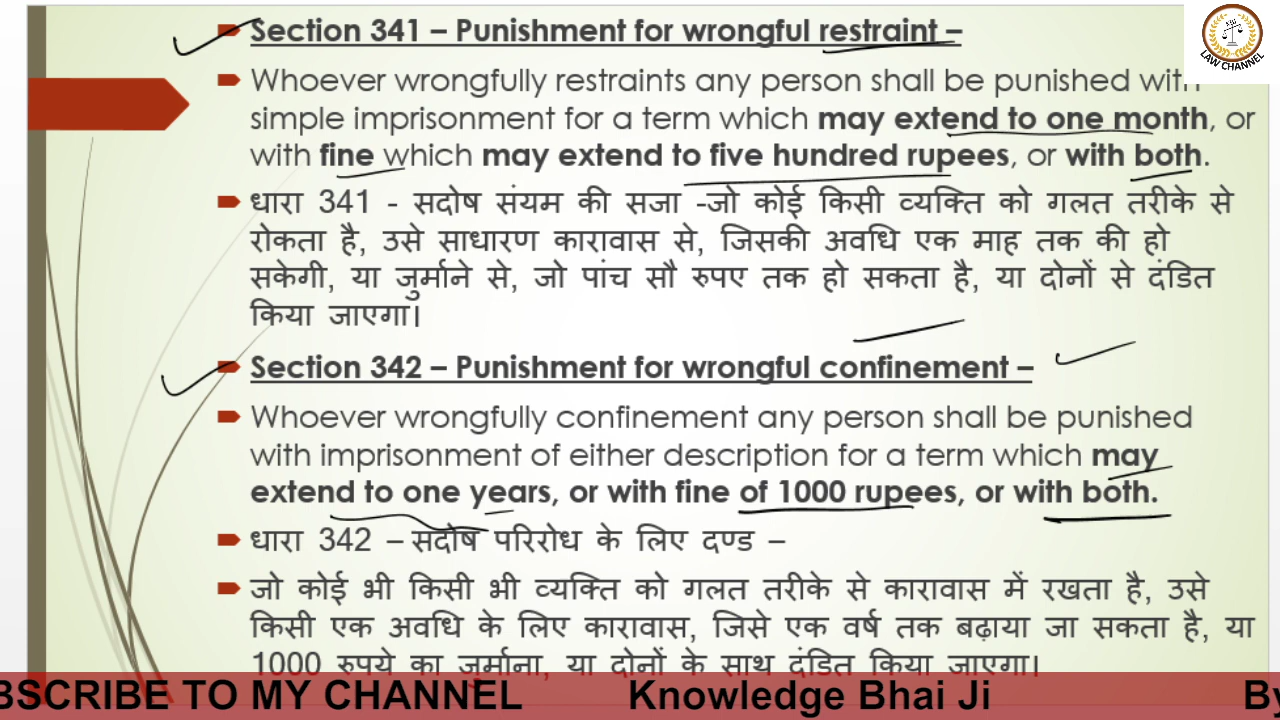 Section 341 – Punishment for wrongful restraint –
LAW CHANNEL
Whoever wrongfully restraints any person shall be punished with
simple imprisonment for a term which may extend to one month, or
with fine which may extend to five hundred rupees, or with both.
धारा 341 - सदोष संयम की सजा -जो कोई किसी व्यक्ति को गलत तरीके से
रोकता है, उसे साधारण कारावास से, जिसकी अवधि एक माह तक की हो
सकेगी, या जुर्माने से, जो पांच सौ रुपए तक हो सकता है, या दोनों से दंडित
किया जाएगा।
Section 342 – Punishment for wrongful confinement –
Whoever wrongfully confinement any person shall be punished
with imprisonment of either description for a term which may
extend to one years, or with fine of 1000 rupees, or with both.
धारा 342 – सदोष परिरोध के लिए दण्ड –
जो कोई भी किसी भी व्यक्ति को गलत तरीके से कारावास में रखता है, उसे
किसी एक अवधि के लिए कारावास, जिसे एक वर्ष तक बढ़ाया जा सकता है, या
1000 रुपये का जुर्माना, या दोनों के साथ दंडित किया जाएगा।
BSCRIBE TO MY CHANNEL Knowledge Bhai Ji By